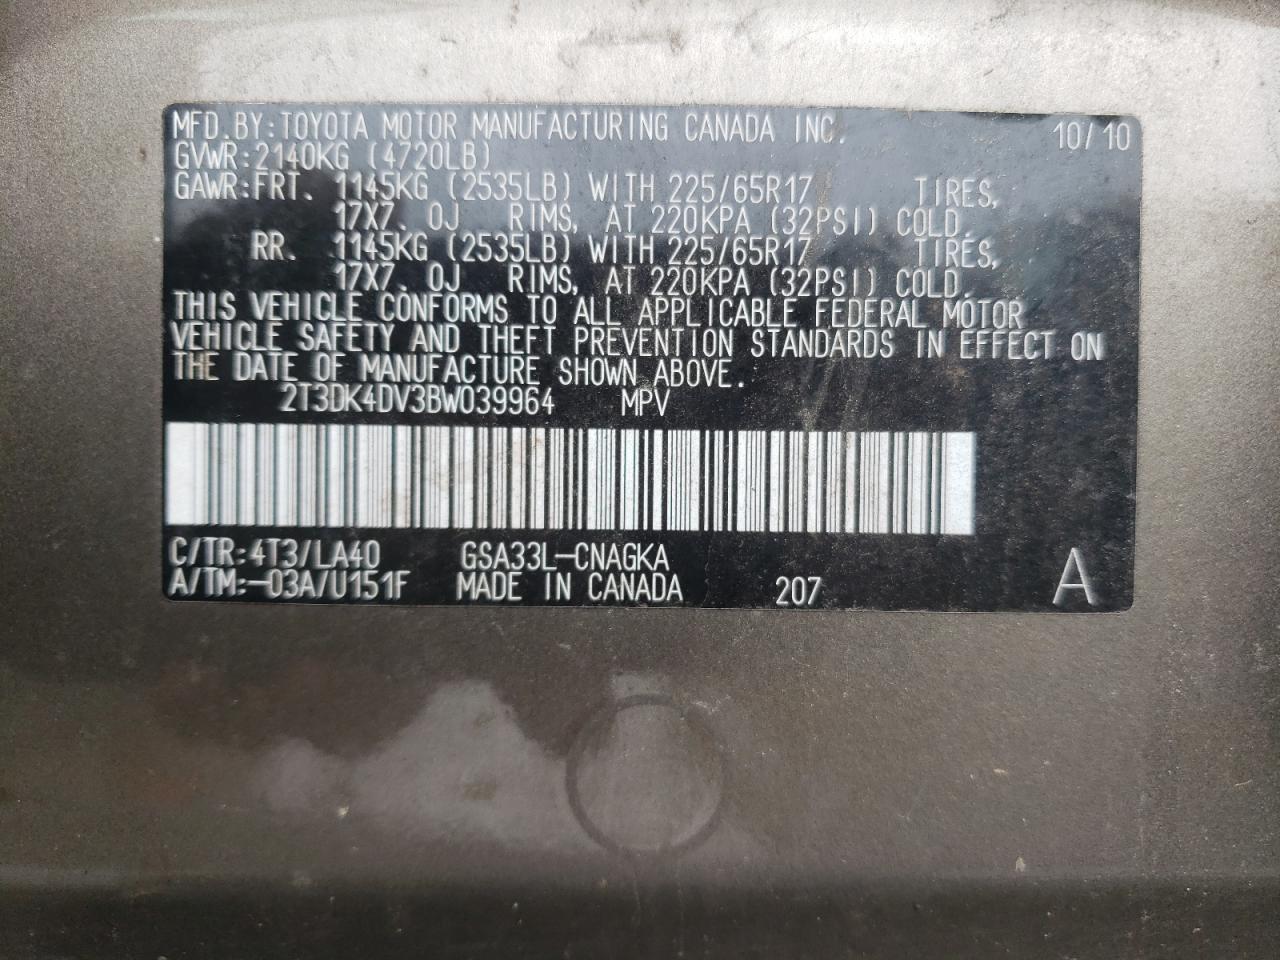 MFD.BY:TOYOTA MOTOR MANUFACTURING CANADA INC. 10/10
GVWR:2140KG (4720LB)
GAWR:FRT. 1145KG (2535LB) WITH 225/65R17 TIRES,
17X7. 0J RIMS, AT 220KPA (32PSI) COLD.
RR. 1145KG (2535LB) WITH 225/65R17 TIRES,
17X7. 0J RIMS, AT 220KPA (32PSI) COLD.
THIS VEHICLE CONFORMS TO ALL APPLICABLE FEDERAL MOTOR
VEHICLE SAFETY AND THEFT PREVENTION STANDARDS IN EFFECT ON
THE DATE OF MANUFACTURE SHOWN ABOVE.
2T3DK4DV3BW039964 MPV
C/TR:4T3/LA40 GSA33L-CNAGKA
A/TM:-03A/U151F MADE IN CANADA 207 A